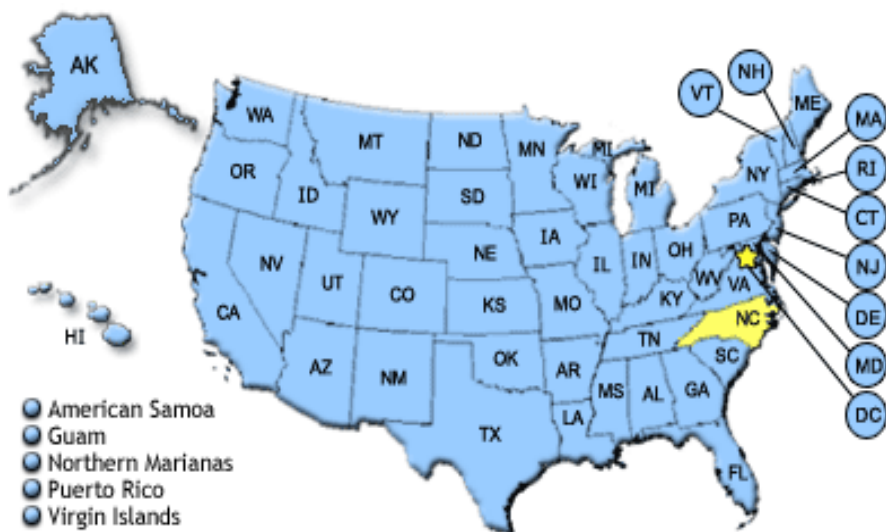 AK
WA
MT
ND
MN
MI
VT
NH
ME
MA
OR
ID
WY
SD
WI
MI
NY
RI
CT
NV
UT
CO
NE
IA
IL
IN
OH
PA
NJ
CA
KS
MO
KY
WV
VA
DE
HI
AZ
NM
OK
AR
TN
NC
SC
MD
TX
LA
MS
AL
GA
DC
FL
American Samoa
Guam
Northern Marianas
Puerto Rico
Virgin Islands